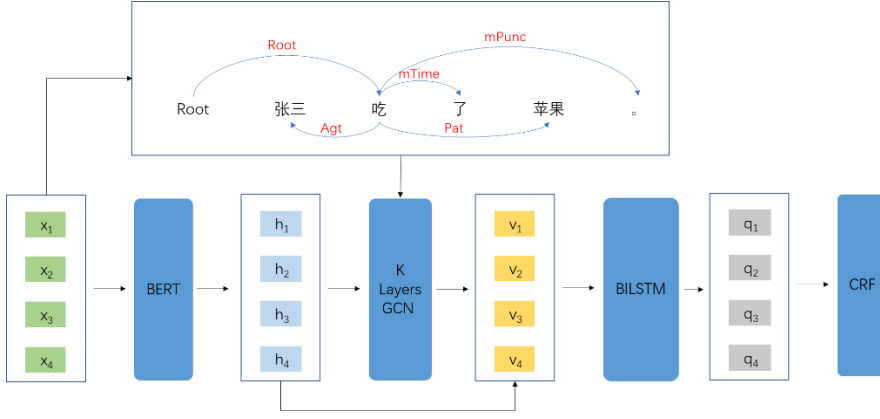 Root
mPunc
mTime
Root 张三 吃 了 苹果 。
Agt
Pat
x1
x2
x3
x4
BERT
h1
h2
h3
h4
K
Layers
GCN
v1
v2
v3
v4
BILSTM
q1
q2
q3
q4
CRF